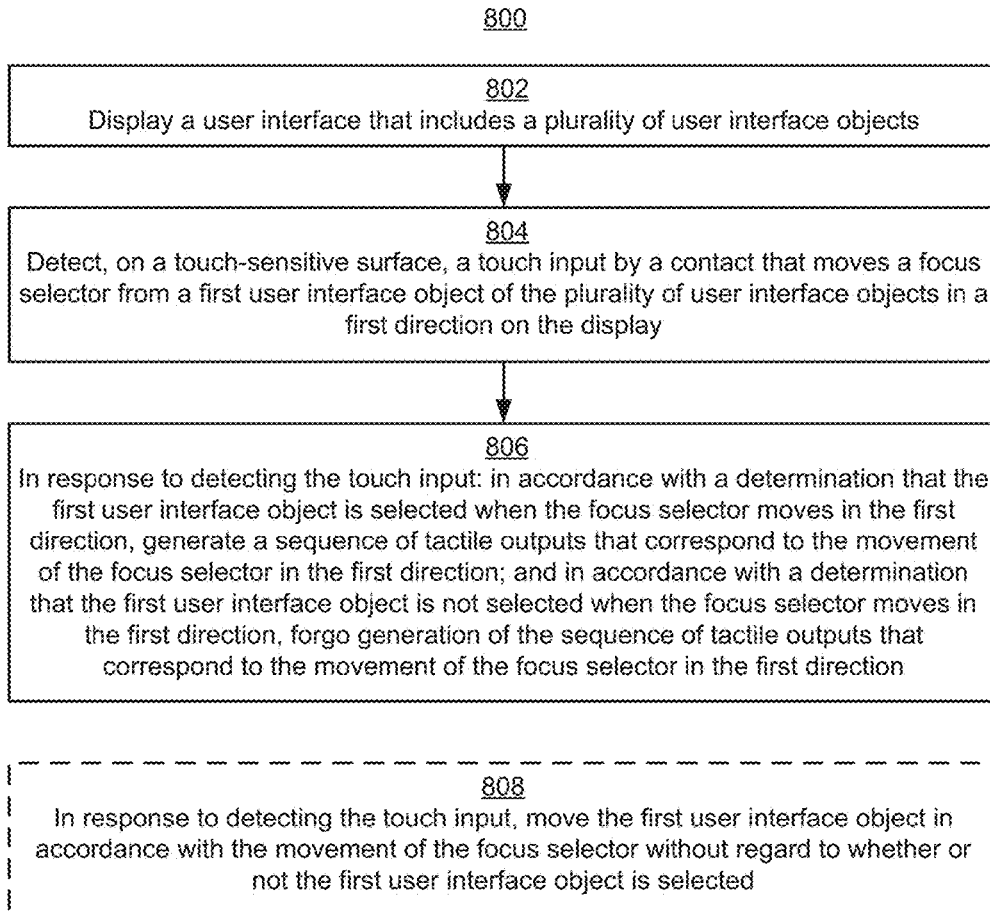 800
802
Display a user interface that includes a plurality of user interface objects
804
Detect, on a touch-sensitive surface, a touch input by a contact that moves a focus
selector from a first user interface object of the plurality of user interface objects in a
first direction on the display
806
In response to detecting the touch input: in accordance with a determination that the
first user interface object is selected when the focus selector moves in the first
direction, generate a sequence of tactile outputs that correspond to the movement
of the focus selector in the first direction; and in accordance with a determination
that the first user interface object is not selected when the focus selector moves in
the first direction, forgo generation of the sequence of tactile outputs that
correspond to the movement of the focus selector in the first direction
808
In response to detecting the touch input, move the first user interface object in
accordance with the movement of the focus selector without regard to whether or
not the first user interface object is selected